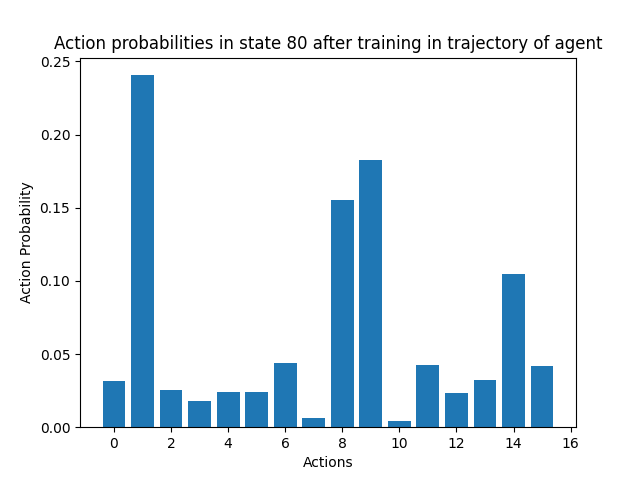 Action probabilities in state 80 after training in trajectory of agent
0.25
0.20
0.15
0.10
0.05
0.00
Action Probability
0 2 4 6 8 10 12 14 16
Actions